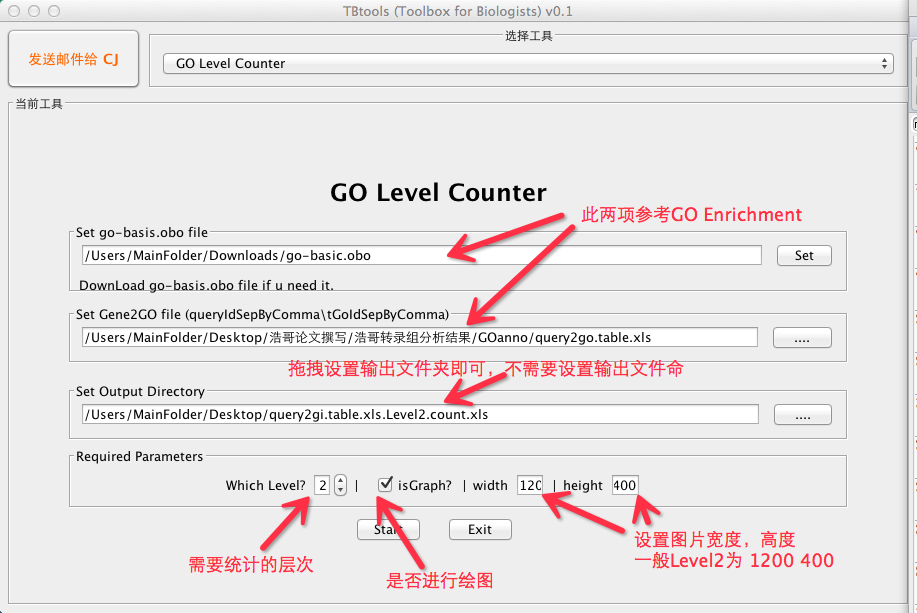 TBtools (Toolbox for Biologists) v0.1
发送邮件给 CJ
选择工具
GO Level Counter
当前工具
GO Level Counter
此两项参考GO Enrichment
Set go-basis.obo file
/Users/MainFolder/Downloads/go-basic.obo
Set
DownLoad go-basis.obo file if u need it.
Set Gene2GO file (queryIdSepByComma\tGoIdSepByComma)
/Users/MainFolder/Desktop/浩哥论文撰写/浩哥转录组分析结果/GOanno/query2go.table.xls
....
拖拽设置输出文件夹即可，不需要设置输出文件命
Set Output Directory
/Users/MainFolder/Desktop/query2gi.table.xls.Level2.count.xls
....
Required Parameters
Which Level? 2 | isGraph? | width 120 | height 400
Start Exit
需要统计的层次
是否进行绘图
设置图片宽度，高度
一般Level2为 1200 400